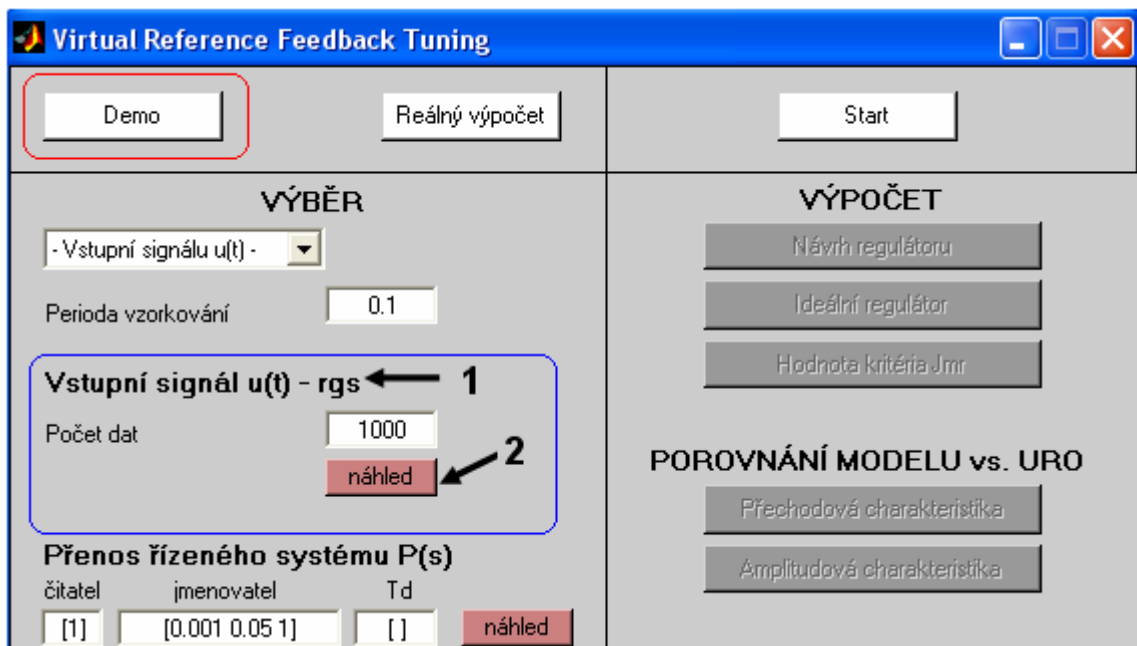 Virtual Reference Feedback Tuning
Demo
Reálný výpočet
Start
VÝBĚR
- Vstupní signálu u(t) -
Perioda vzorkování
0.1
Vstupní signál u(t) - rgs
1
Počet dat
1000
náhled
2
Přenos řízeného systému P(s)
čitatel jmenovatel Td
[1] [0.001 0.05 1] [ ] náhled
VÝPOČET
Návrh regulátoru
Ideální regulátor
Hodnota kritéria Jmr
POROVNÁNÍ MODELU vs. URO
Přechodová charakteristika
Amplitudová charakteristika